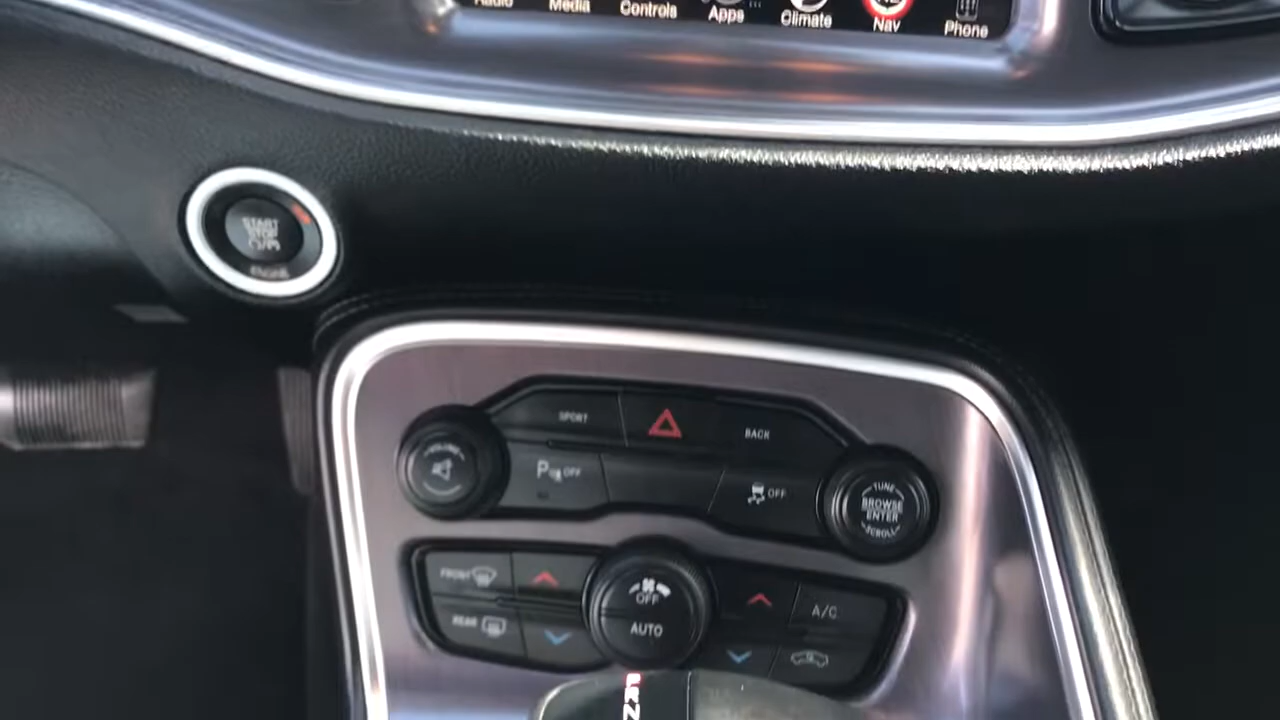 Radio Media Controls Apps Climate Nav Phone
START
STOP
ENGINE
SPORT
BACK
VOLUME
P OFF
OFF
TUNE
BROWSE
ENTER
SCROLL
FRONT
REAR
OFF
AUTO
A/C